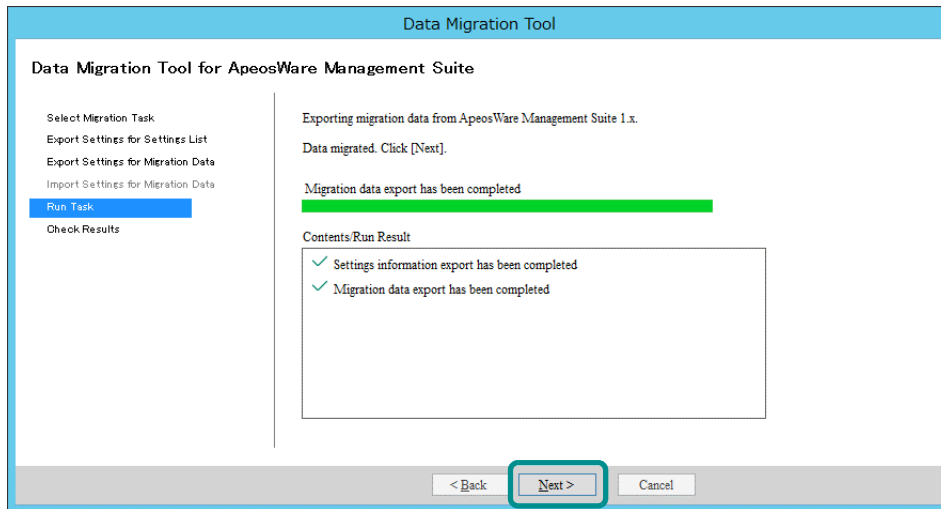 Data Migration Tool
Data Migration Tool for ApeosWare Management Suite
Select Migration Task
Export Settings for Settings List
Export Settings for Migration Data
Import Settings for Migration Data
Run Task
Check Results
Exporting migration data from ApeosWare Management Suite 1.x.
Data migrated. Click [Next].
Migration data export has been completed
Contents/Run Result
Settings information export has been completed
Migration data export has been completed
< Back
Next >
Cancel